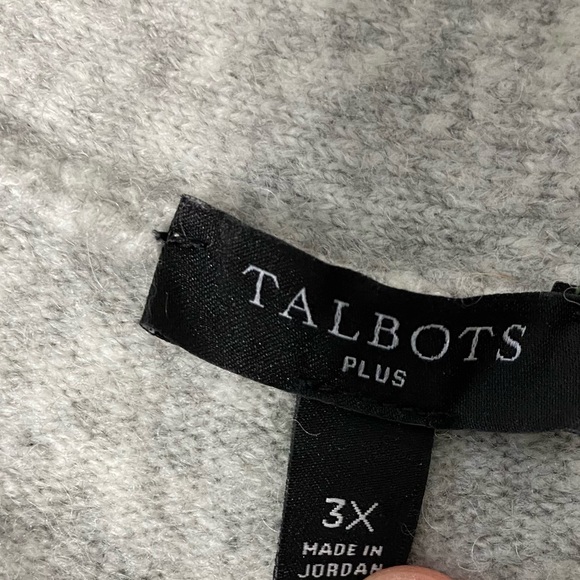 TALBOTS
PLUS
3X
MADE IN
JORDAN